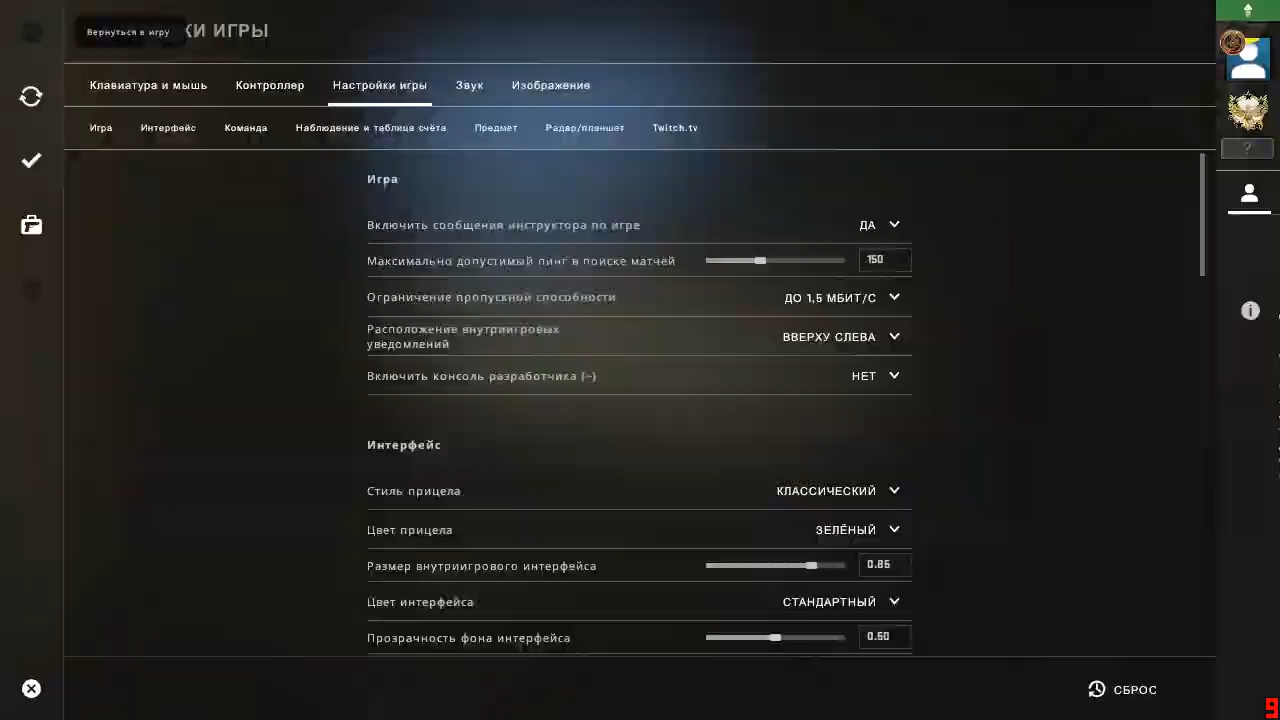 Вернуться в игру
КИ ИГРЫ
Клавиатура и мышь Контроллер Настройки игры Звук Изображение
Игра Интерфейс Команда Наблюдение и таблица счёта Предмет Радар/планшет Twitch.tv
?
Игра
Включить сообщения инструктора по игре ДА
Максимально допустимый пинг в поиске матчей 150
Ограничение пропускной способности ДО 1,5 МБИТ/С
Расположение внутриигровых
уведомлений ВВЕРХУ СЛЕВА
Включить консоль разработчика (~) НЕТ
Интерфейс
Стиль прицела КЛАССИЧЕСКИЙ
Цвет прицела ЗЕЛЁНЫЙ
Размер внутриигрового интерфейса 0.85
Цвет интерфейса СТАНДАРТНЫЙ
Прозрачность фона интерфейса 0.50
СБРОС
9